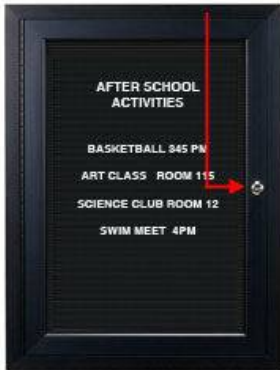 AFTER SCHOOL
ACTIVITIES
BASKETBALL 345 PM
ART CLASS ROOM 115
SCIENCE CLUB ROOM 12
SWIM MEET 4PM